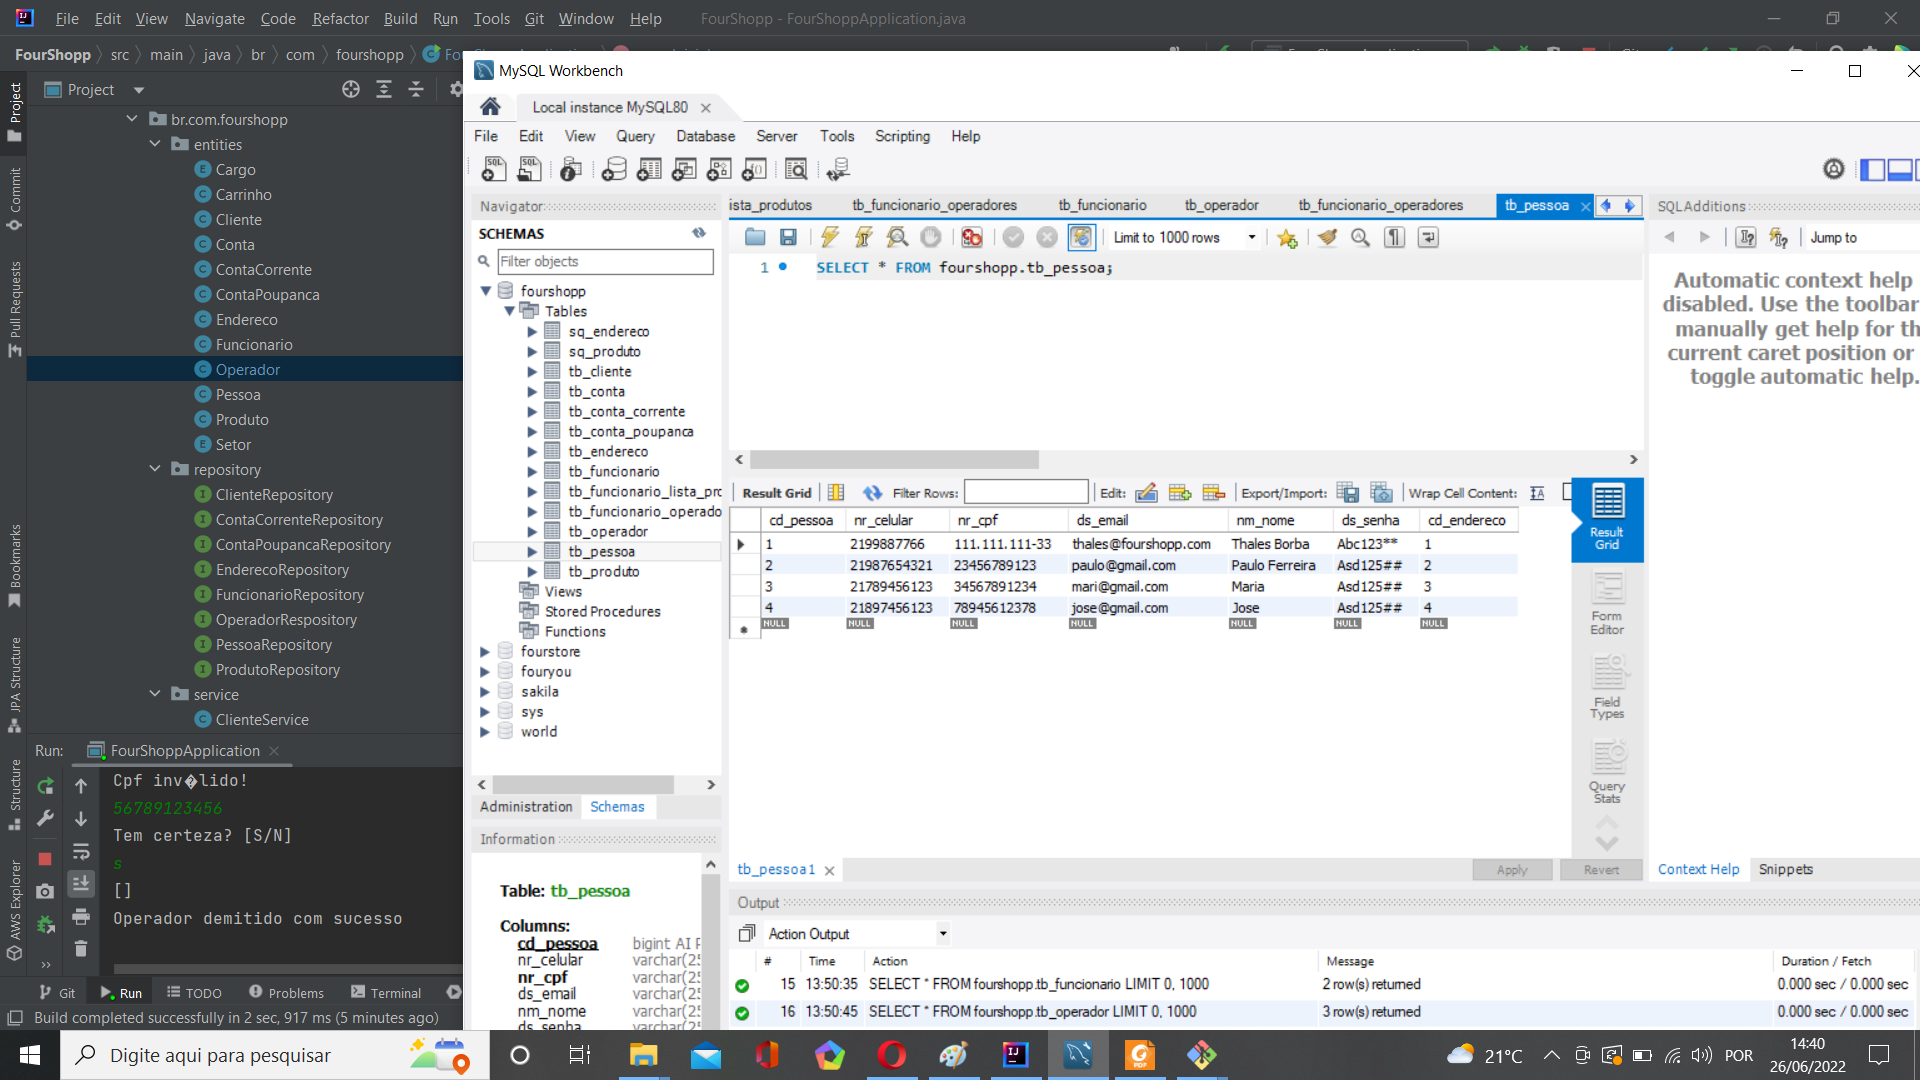 File Edit View Navigate Code Refactor Build Run Tools Git Window Help FourShopp - FourShoppApplication.java
FourShopp src main java br com fourshopp
Project
br.com.fourshopp
entities
Cargo
Carrinho
Cliente
Conta
ContaCorrente
ContaPoupanca
Endereco
Funcionario
Operador
Pessoa
Produto
Setor
repository
ClienteRepository
ContaCorrenteRepository
ContaPoupancaRepository
EnderecoRepository
FuncionarioRepository
OperadorRespository
PessoaRepository
ProdutoRepository
service
ClienteService
Project
Commit
Pull Requests
Bookmarks
JPA Structure
Structure
AWS Explorer
Run: FourShoppApplication
Cpf inv�lido!
56789123456
Tem certeza? [S/N]
s
[]
Operador demitido com sucesso
Git Run TODO Problems Terminal
Build completed successfully in 2 sec, 917 ms (5 minutes ago)
MySQL Workbench
Local instance MySQL80
File Edit View Query Database Server Tools Scripting Help
Navigator
SCHEMAS
Filter objects
fourshopp
Tables
sq_endereco
sq_produto
tb_cliente
tb_conta
tb_conta_corrente
tb_conta_poupanca
tb_endereco
tb_funcionario
tb_funcionario_lista_prc
tb_funcionario_operado
tb_operador
tb_pessoa
tb_produto
Views
Stored Procedures
Functions
fourstore
fouryou
sakila
sys
world
Administration Schemas
Information
Table: tb_pessoa
Columns:
cd_pessoa bigint AI P
nr_celular varchar(25
nr_cpf varchar(25
ds_email varchar(25
nm_nome varchar(25
ds_senha varchar(25
ista_produtos tb_funcionario_operadores tb_funcionario tb_operador tb_funcionario_operadores tb_pessoa
Limit to 1000 rows
1 SELECT * FROM fourshopp.tb_pessoa;
Result Grid Filter Rows: Edit: Export/Import: Wrap Cell Content:
cd_pessoa nr_celular nr_cpf ds_email nm_nome ds_senha cd_endereco
1 2199887766 111.111.111-33 thales@fourshopp.com Thales Borba Abc123** 1
2 21987654321 23456789123 paulo@gmail.com Paulo Ferreira Asd125## 2
3 21789456123 34567891234 mari@gmail.com Maria Asd125## 3
4 21897456123 78945612378 jose@gmail.com Jose Asd125## 4
NULL NULL NULL NULL NULL NULL NULL
Result Grid
Form Editor
Field Types
Query Stats
tb_pessoa1 Apply Revert
SQLAdditions
Jump to
Automatic context help
disabled. Use the toolbar
manually get help for th
current caret position or
toggle automatic help.
Context Help Snippets
Output
Action Output
# Time Action Message Duration / Fetch
15 13:50:35 SELECT * FROM fourshopp.tb_funcionario LIMIT 0, 1000 2 row(s) returned 0.000 sec / 0.000 sec
16 13:50:45 SELECT * FROM fourshopp.tb_operador LIMIT 0, 1000 3 row(s) returned 0.000 sec / 0.000 sec
Digite aqui para pesquisar
21°C POR 14:40
26/06/2022